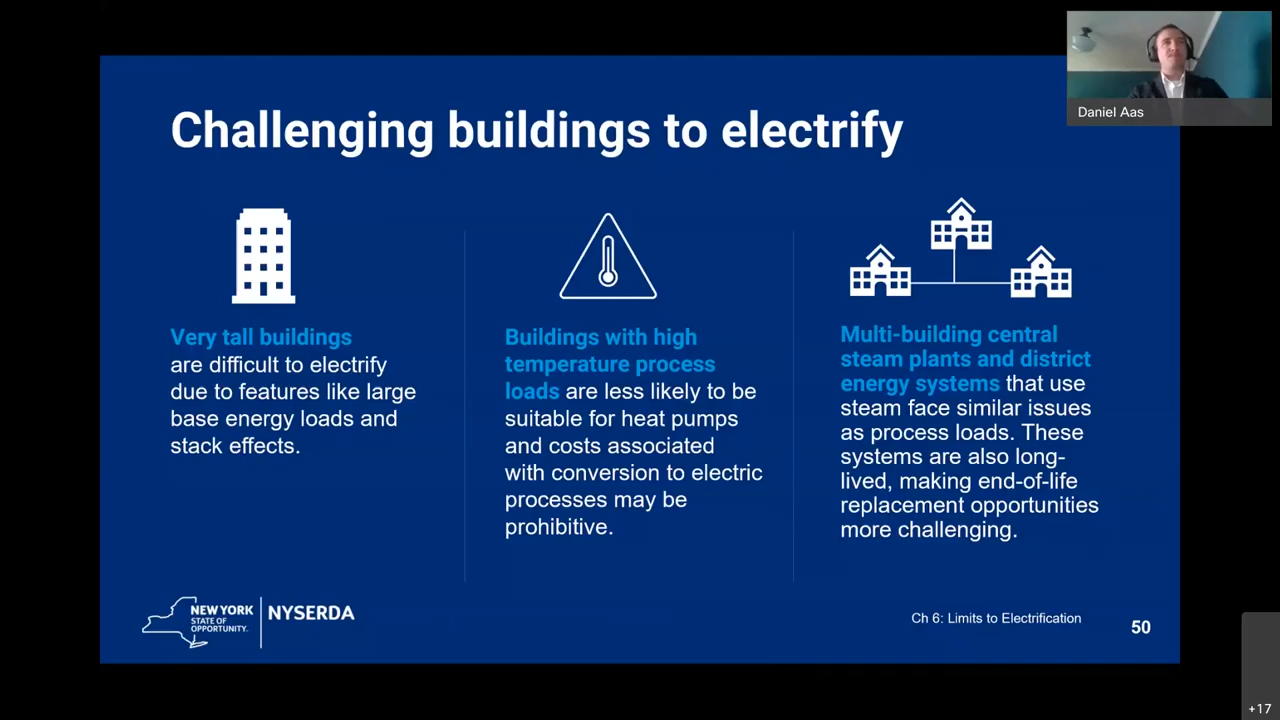 Daniel Aas
Challenging buildings to electrify
Very tall buildings
are difficult to electrify
due to features like large
base energy loads and
stack effects.
Buildings with high
temperature process
loads are less likely to be
suitable for heat pumps
and costs associated
with conversion to electric
processes may be
prohibitive.
Multi-building central
steam plants and district
energy systems that use
steam face similar issues
as process loads. These
systems are also long-
lived, making end-of-life
replacement opportunities
more challenging.
NEW YORK
STATE OF
OPPORTUNITY.
NYSERDA
Ch 6: Limits to Electrification
50
+17